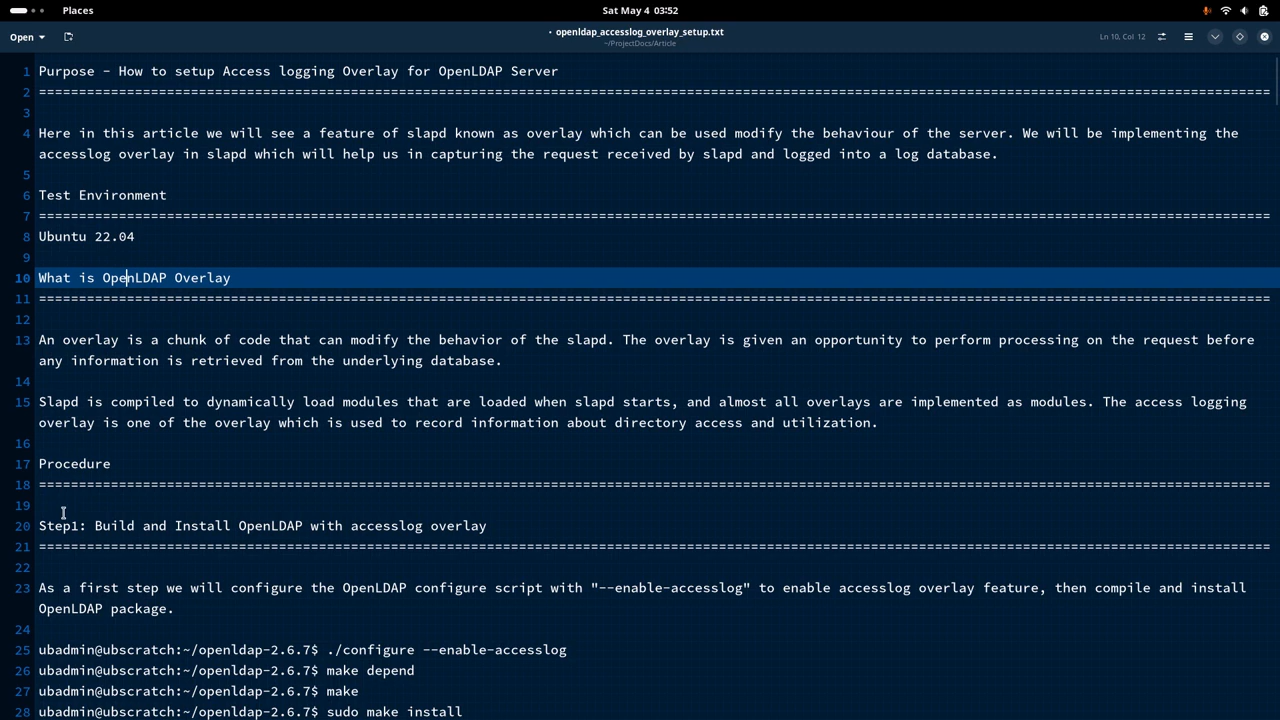 Places
Sat May 4 03:52
Open
• openldap_accesslog_overlay_setup.txt
~/ProjectDocs/Article
Ln 10, Col 12
1 Purpose - How to setup Access logging Overlay for OpenLDAP Server
2 ==========================================================================================================================================================
3
4 Here in this article we will see a feature of slapd known as overlay which can be used modify the behaviour of the server. We will be implementing the
accesslog overlay in slapd which will help us in capturing the request received by slapd and logged into a log database.
5
6 Test Environment
7 ==========================================================================================================================================================
8 Ubuntu 22.04
9
10 What is OpenLDAP Overlay
11 ==========================================================================================================================================================
12
13 An overlay is a chunk of code that can modify the behavior of the slapd. The overlay is given an opportunity to perform processing on the request before
any information is retrieved from the underlying database.
14
15 Slapd is compiled to dynamically load modules that are loaded when slapd starts, and almost all overlays are implemented as modules. The access logging
overlay is one of the overlay which is used to record information about directory access and utilization.
16
17 Procedure
18 ==========================================================================================================================================================
19
20 Step1: Build and Install OpenLDAP with accesslog overlay
21 ==========================================================================================================================================================
22
23 As a first step we will configure the OpenLDAP configure script with "--enable-accesslog" to enable accesslog overlay feature, then compile and install
OpenLDAP package.
24
25 ubadmin@ubscratch:~/openldap-2.6.7$ ./configure --enable-accesslog
26 ubadmin@ubscratch:~/openldap-2.6.7$ make depend
27 ubadmin@ubscratch:~/openldap-2.6.7$ make
28 ubadmin@ubscratch:~/openldap-2.6.7$ sudo make install